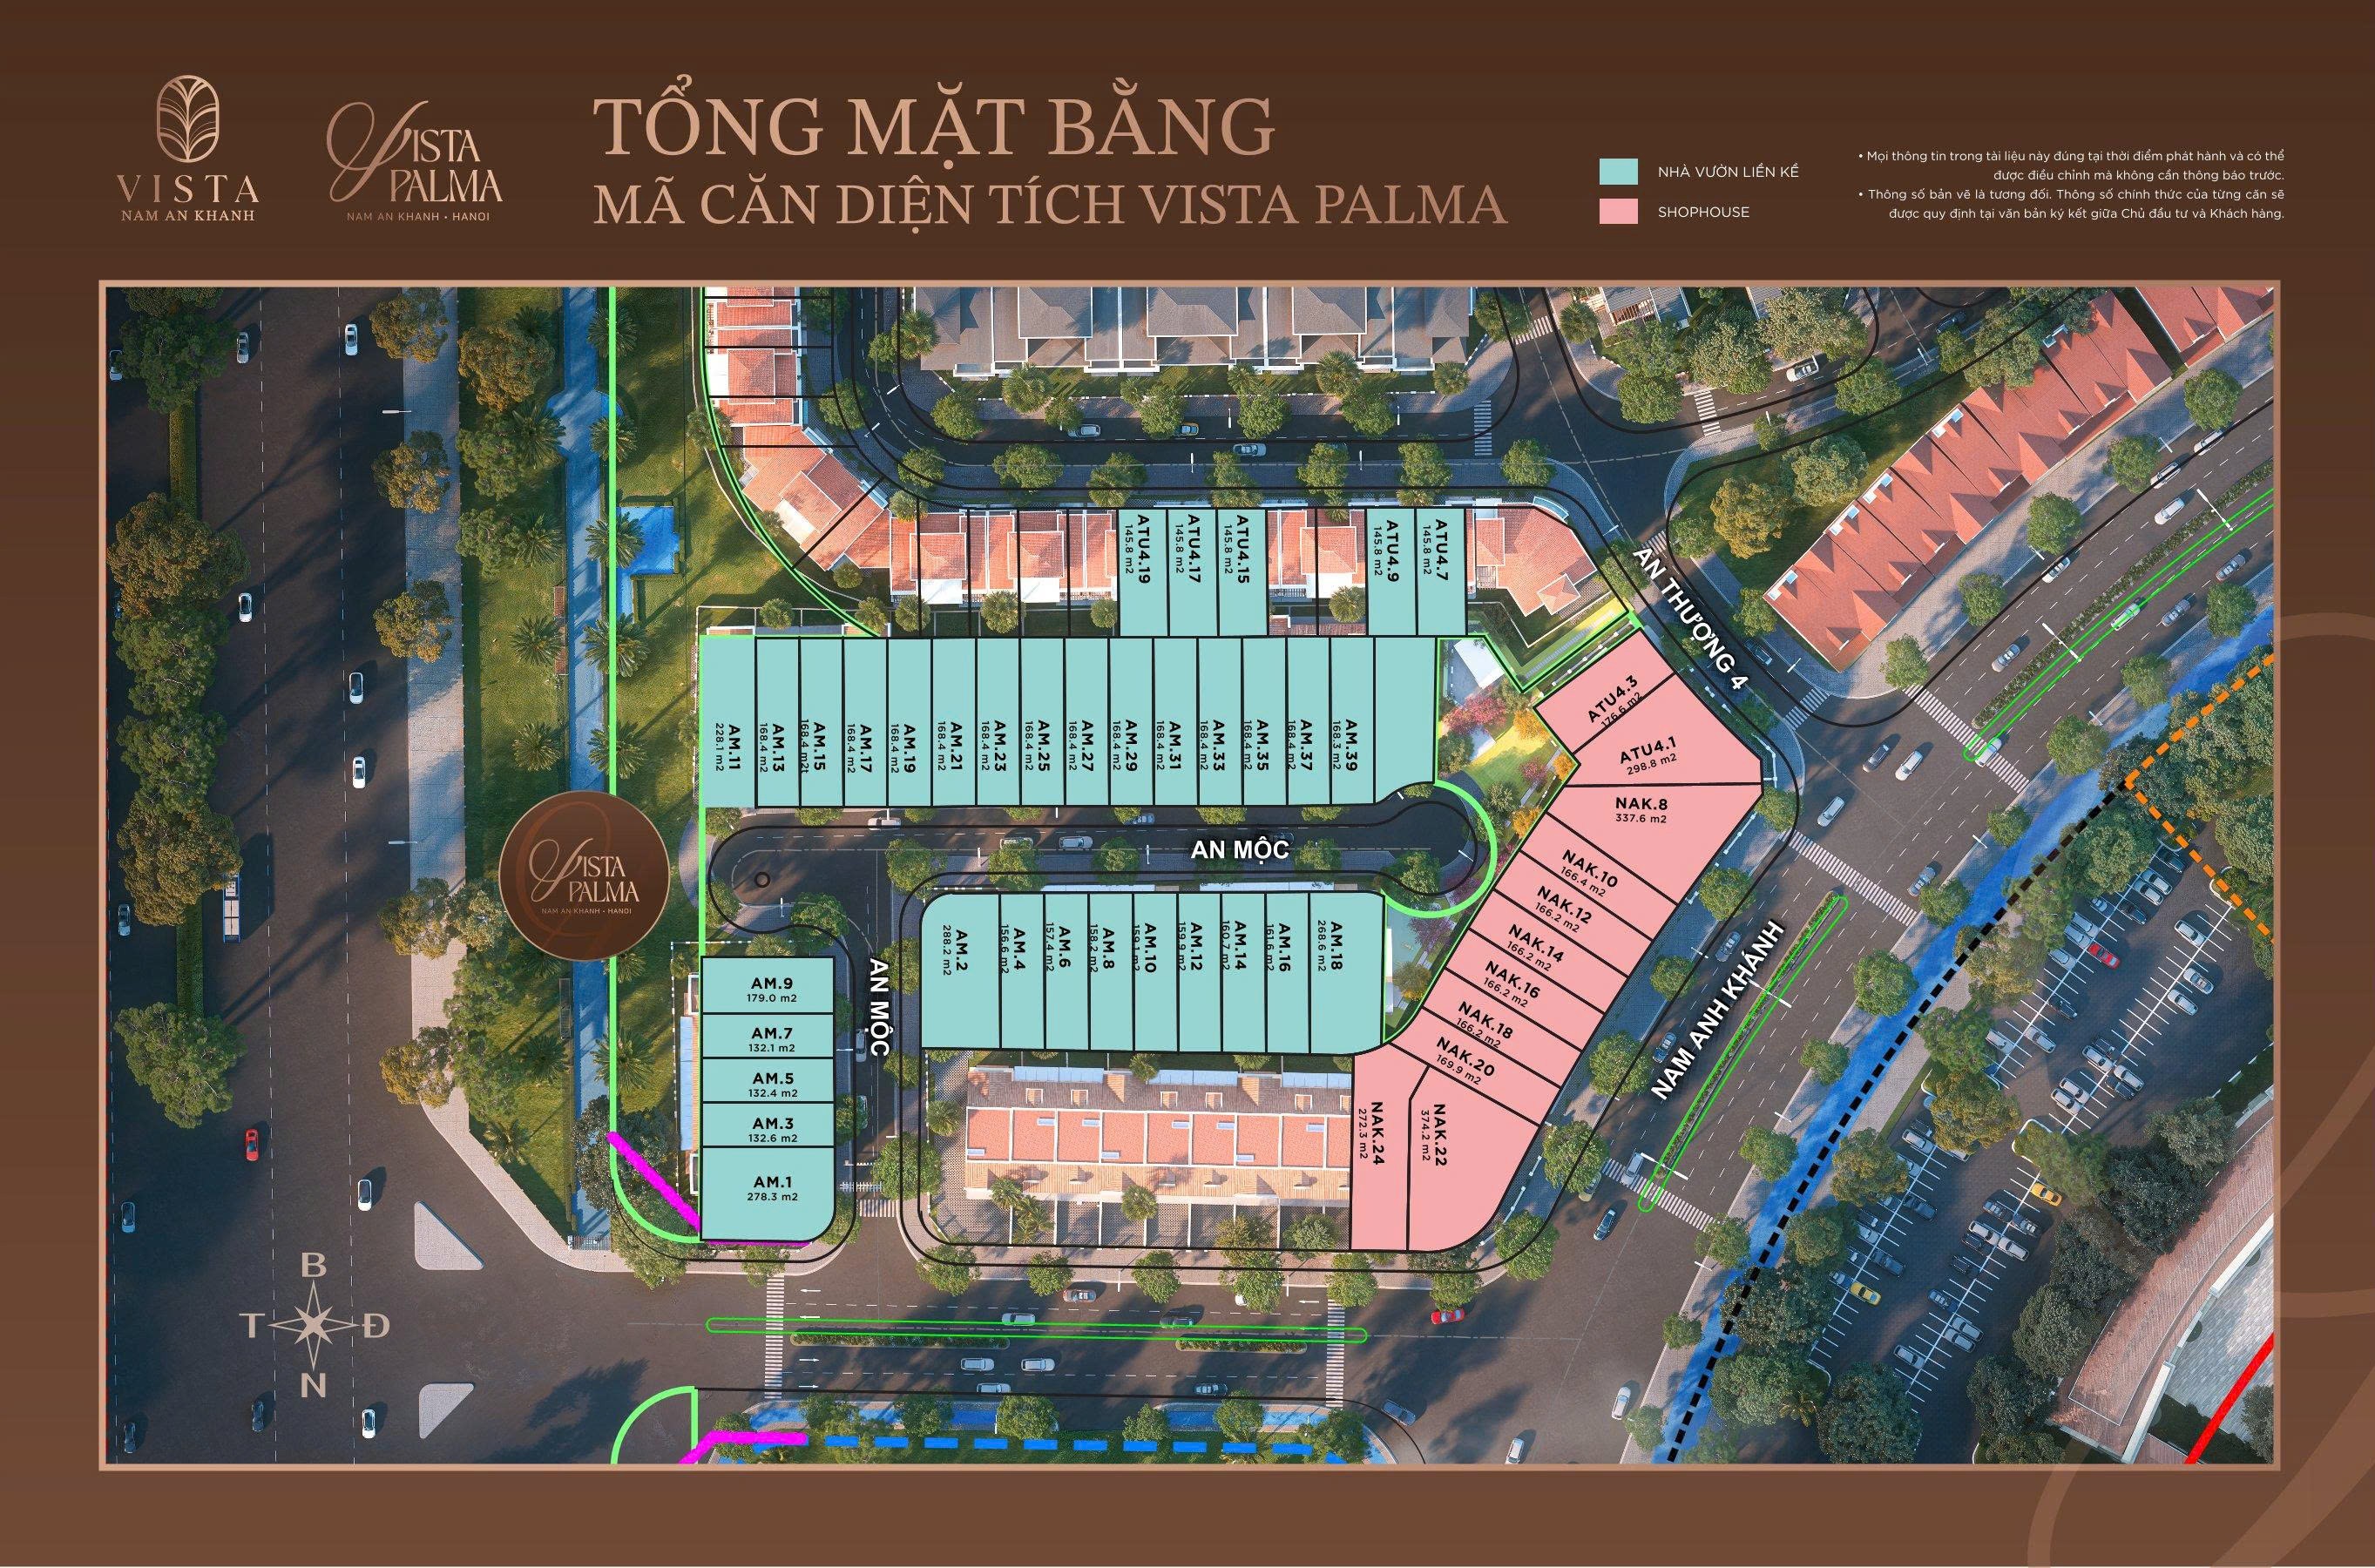 VISTA
NAM AN KHANH
VISTA
PALMA
NAM AN KHANH • HANOI
TỔNG MẶT BẰNG
MÃ CĂN DIỆN TÍCH VISTA PALMA
NHÀ VƯỜN LIỀN KỀ
SHOPHOUSE
• Mọi thông tin trong tài liệu này đúng tại thời điểm phát hành và có thể
được điều chỉnh mà không cần thông báo trước.
• Thông số bản vẽ là tương đối. Thông số chính thức của từng căn sẽ
được quy định tại văn bản ký kết giữa Chủ đầu tư và Khách hàng.
ATU4.19
145.8 m2
ATU4.17
145.8 m2
ATU4.15
145.8 m2
ATU4.9
145.8 m2
ATU4.7
145.8 m2
AN THƯỢNG 4
AM.11
228.1 m2
AM.13
168.4 m2
AM.15
168.4 m2t
AM.17
168.4 m2
AM.19
168.4 m2
AM.21
168.4 m2
AM.23
168.4 m2
AM.25
168.4 m2
AM.27
168.4 m2
AM.29
168.4 m2
AM.31
168.4 m2
AM.33
168.4 m2
AM.35
168.4 m2
AM.37
168.4 m2
AM.39
168.3 m2
ATU4.3
176.6 m2
ATU4.1
298.8 m2
NAK.8
337.6 m2
NAK.10
166.4 m2
NAK.12
166.2 m2
NAK.14
166.2 m2
NAK.16
166.2 m2
NAK.18
166.2 m2
NAK.20
169.9 m2
NAK.22
374.2 m2
NAK.24
272.3 m2
NAM ANH KHÁNH
AN MỘC
VISTA
PALMA
NAM AN KHANH • HANOI
AM.2
288.2 m2
AM.4
156.6 m2
AM.6
157.4 m2
AM.8
158.2 m2
AM.10
159.1 m2
AM.12
159.9 m2
AM.14
160.7 m2
AM.16
161.6 m2
AM.18
268.6 m2
AN MỘC
AM.9
179.0 m2
AM.7
132.1 m2
AM.5
132.4 m2
AM.3
132.6 m2
AM.1
278.3 m2
B
T
Đ
N